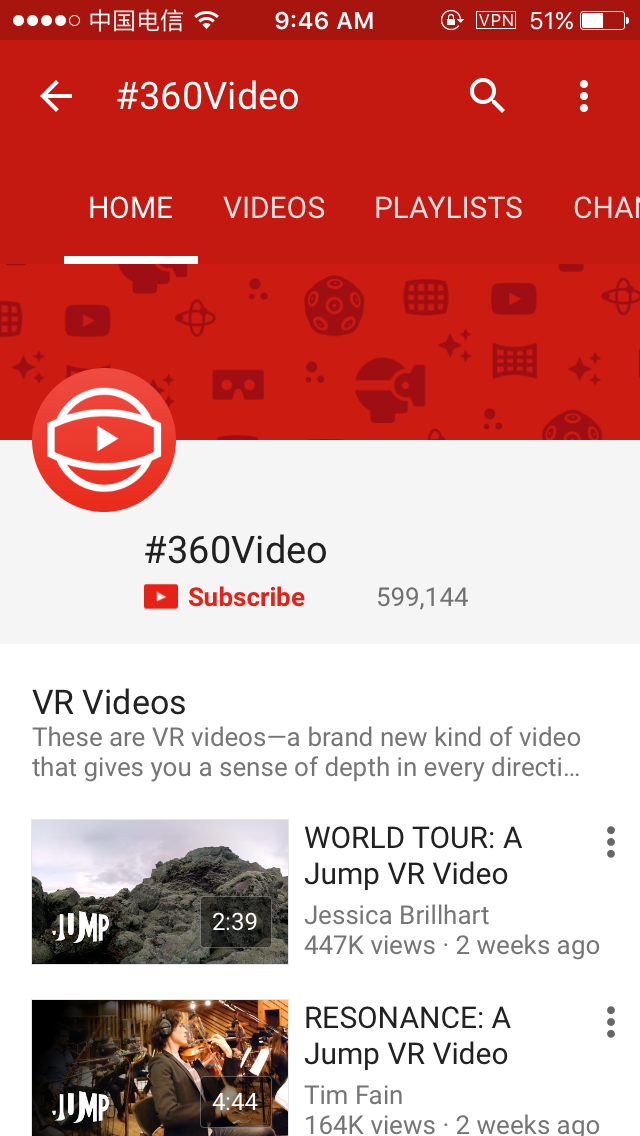 中国电信 9:46 AM VPN 51%
#360Video
HOME VIDEOS PLAYLISTS CHAN
#360Video
Subscribe 599,144
VR Videos
These are VR videos—a brand new kind of video
that gives you a sense of depth in every directi...
WORLD TOUR: A
Jump VR Video
Jessica Brillhart
447K views · 2 weeks ago
JUMP 2:39
RESONANCE: A
Jump VR Video
Tim Fain
164K views · 2 weeks ago
JUMP 4:44